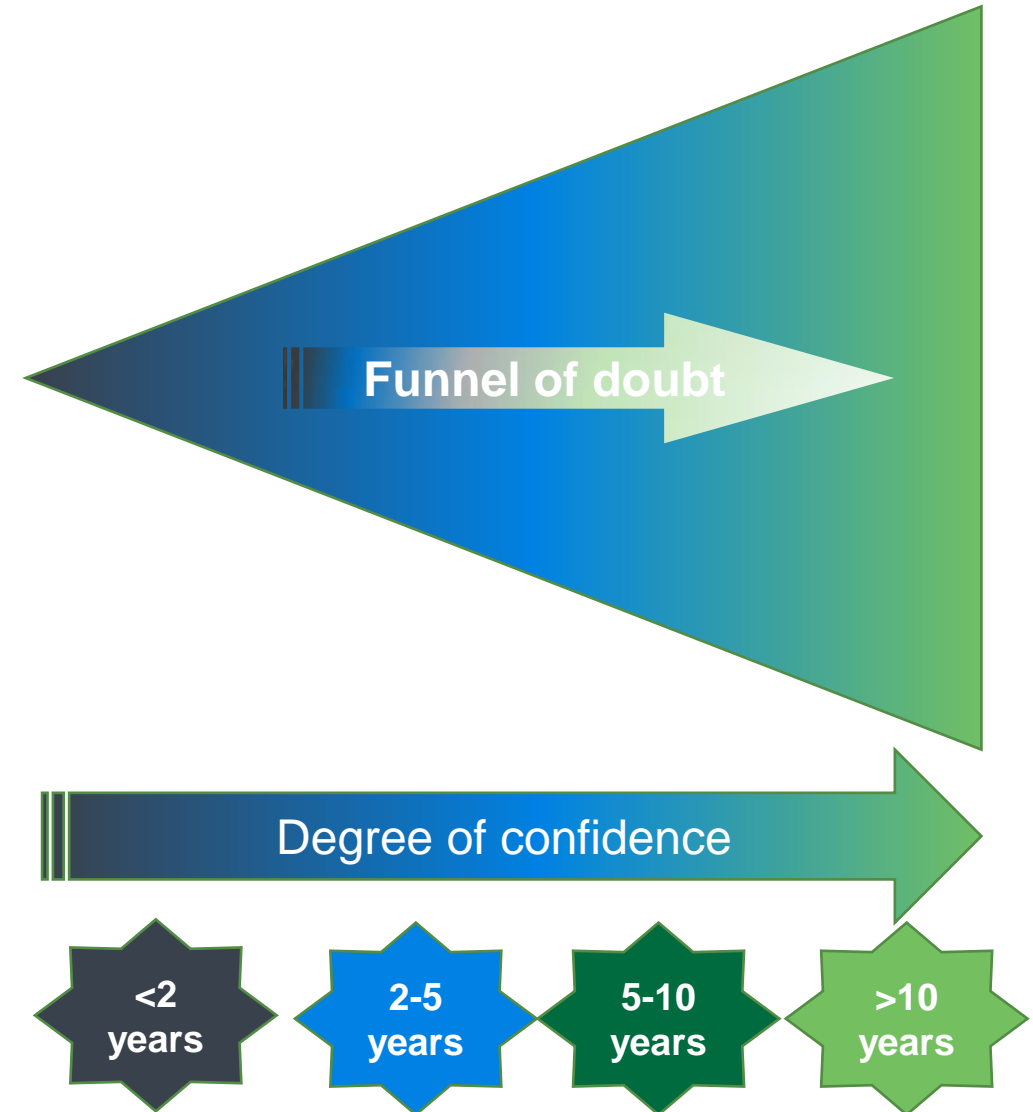 Funnel of doubt
Degree of confidence
<2
years
2-5
years
5-10
years
>10
years